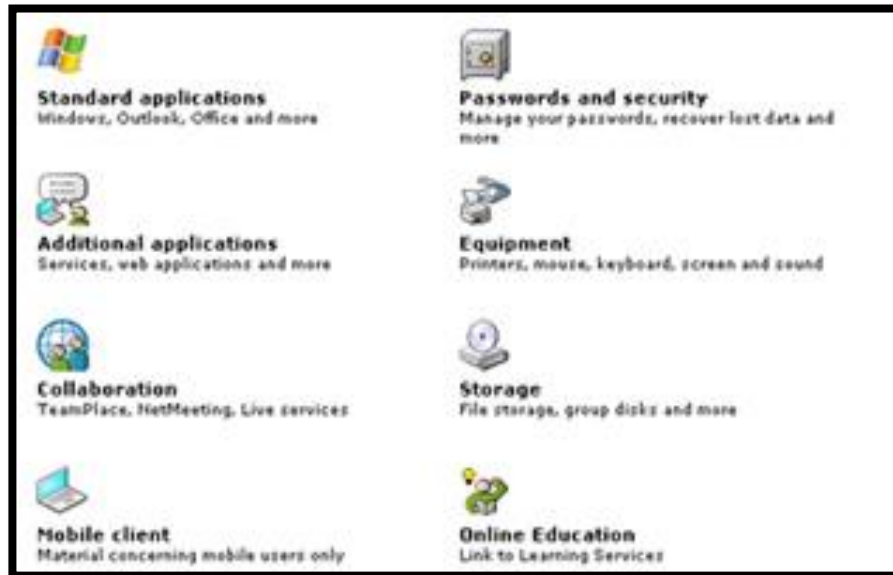 Standard applications
Windows, Outlook, Office and more
Passwords and security
Manage your passwords, recover lost data and
more
Additional applications
Services, web applications and more
Equipment
Printers, mouse, keyboard, screen and sound
Collaboration
TeamPlace, NetMeeting, Live services
Storage
File storage, group disks and more
Mobile client
Material concerning mobile users only
Online Education
Link to Learning Services